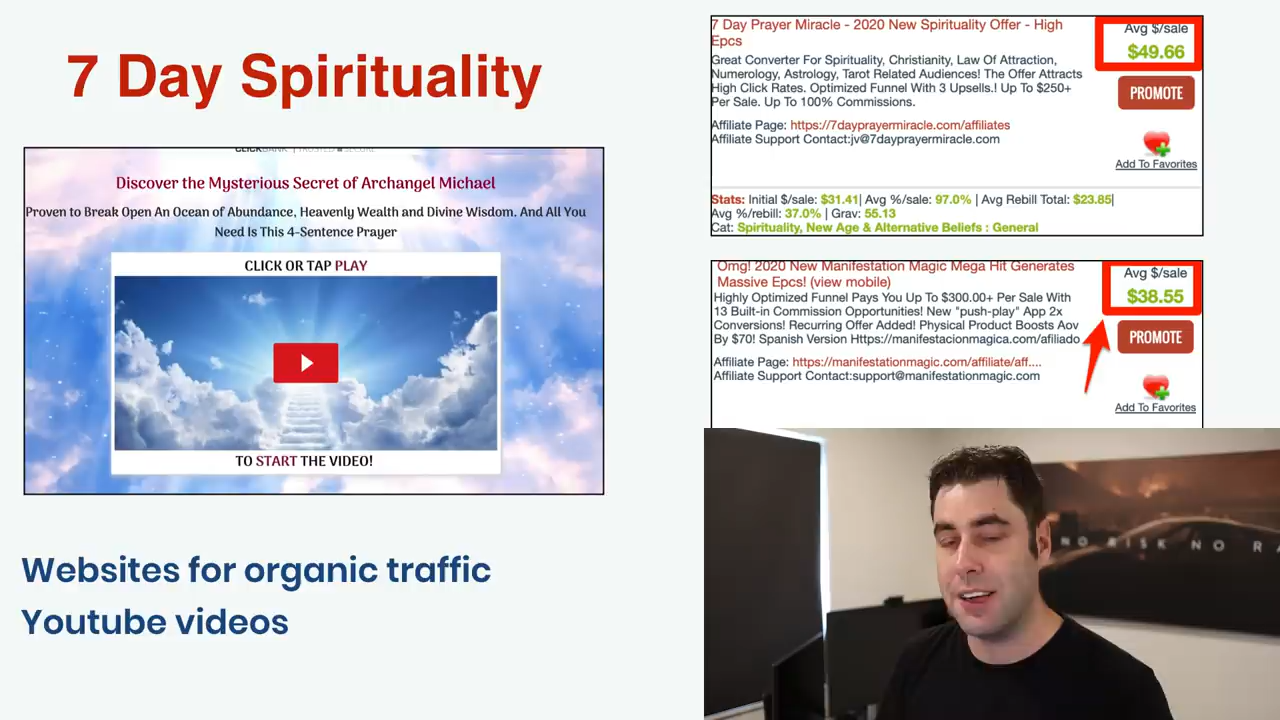 7 Day Spirituality
Discover the Mysterious Secret of Archangel Michael
Proven to Break Open An Ocean of Abundance, Heavenly Wealth and Divine Wisdom. And All You
Need Is This 4-Sentence Prayer
CLICK OR TAP PLAY
TO START THE VIDEO!
Websites for organic traffic
Youtube videos
7 Day Prayer Miracle - 2020 New Spirituality Offer - High
Epcs
Great Converter For Spirituality, Christianity, Law Of Attraction,
Numerology, Astrology, Tarot Related Audiences! The Offer Attracts
High Click Rates. Optimized Funnel With 3 Upsells.! Up To $250+
Per Sale. Up To 100% Commissions.
Affiliate Page: https://7dayprayermiracle.com/affiliates
Affiliate Support Contact:jv@7dayprayermiracle.com
Avg $/sale
$49.66
PROMOTE
Add To Favorites
Stats: Initial $/sale: $31.41| Avg %/sale: 97.0% | Avg Rebill Total: $23.85|
Avg %/rebill: 37.0% | Grav: 55.13
Cat: Spirituality, New Age & Alternative Beliefs : General
Omg! 2020 New Manifestation Magic Mega Hit Generates
Massive Epcs! (view mobile)
Highly Optimized Funnel Pays You Up To $300.00+ Per Sale With
13 Built-in Commission Opportunities! New "push-play" App 2x
Conversions! Recurring Offer Added! Physical Product Boosts Aov
By $70! Spanish Version Https://manifestacionmagica.com/afiliado
Affiliate Page: https://manifestationmagic.com/affiliate/aff....
Affiliate Support Contact:support@manifestationmagic.com
Avg $/sale
$38.55
PROMOTE
Add To Favorites
NO RISK NO